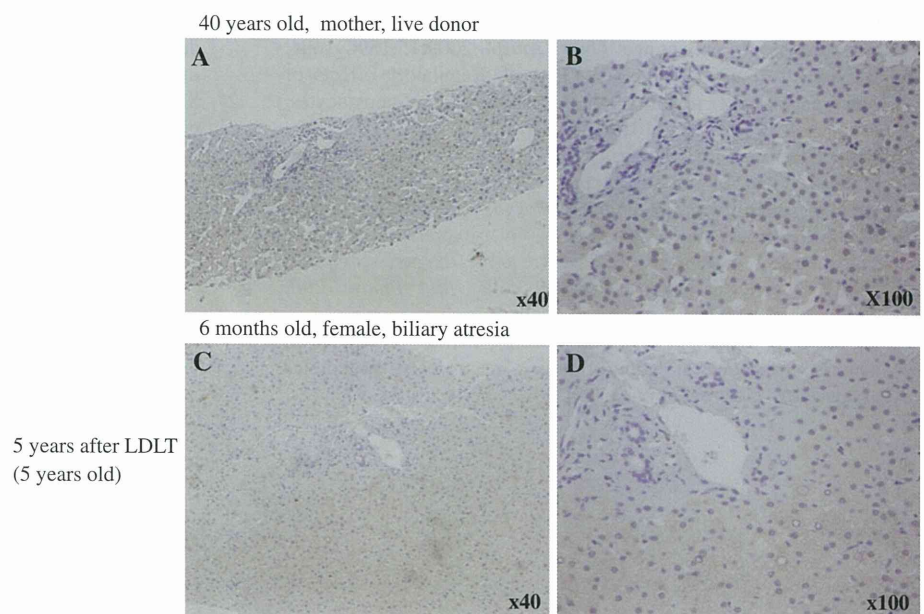 40 years old, mother, live donor
A
B
x40
X100
6 months old, female, biliary atresia
C
D
5 years after LDLT
(5 years old)
x40
x100